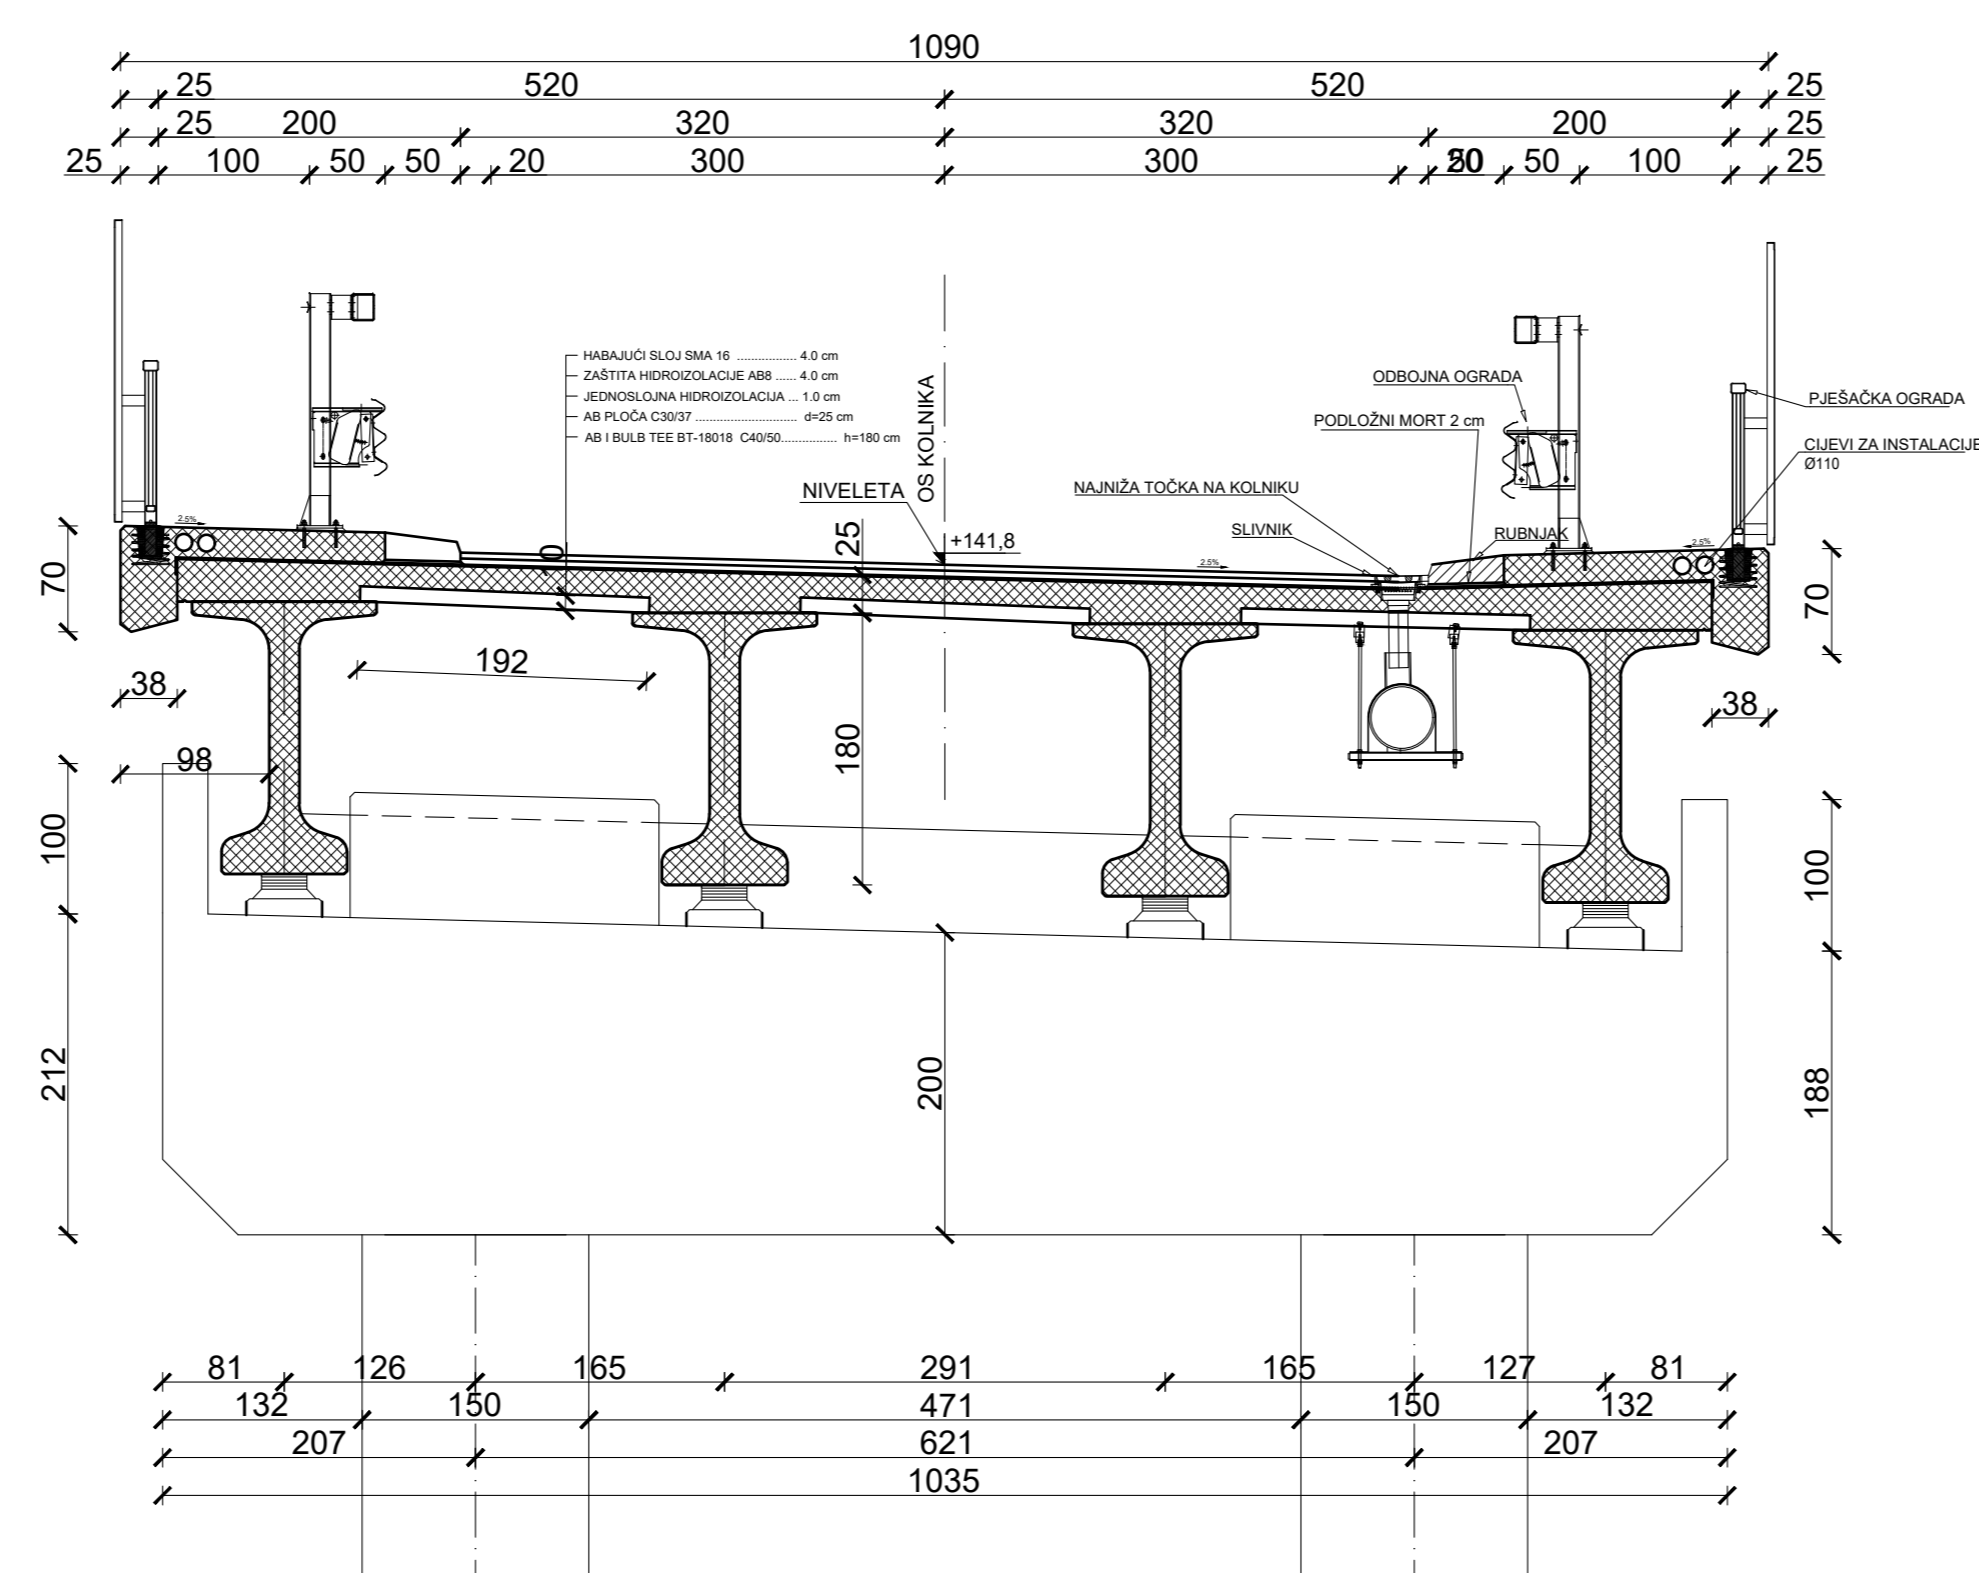 1090
25 520 520 25
25 200 320 320 200 25
25 100 50 50 20 300 300 20 50 50 100 25
HABAJUĆI SLOJ SMA 16 ................. 4.0 cm
ZAŠTITA HIDROIZOLACIJE AB8 ...... 4.0 cm
JEDNOSLOJNA HIDROIZOLACIJA ... 1.0 cm
AB PLOČA C30/37 ............................. d=25 cm
AB I BULB TEE BT-18018 C40/50................ h=180 cm
OS KOLNIKA
ODBOJNA OGRADA
PJEŠAČKA OGRADA
PODLOŽNI MORT 2 cm
CIJEVI ZA INSTALACIJE
Ø110
NIVELETA
NAJNIŽA TOČKA NA KOLNIKU
SLIVNIK
RUBNJAK
+141,8
2.5%
2.5%
2.5%
25
70
70
192
38
38
98
180
100
100
212
200
188
81 126 165 291 165 127 81
132 150 471 150 132
207 621 207
1035